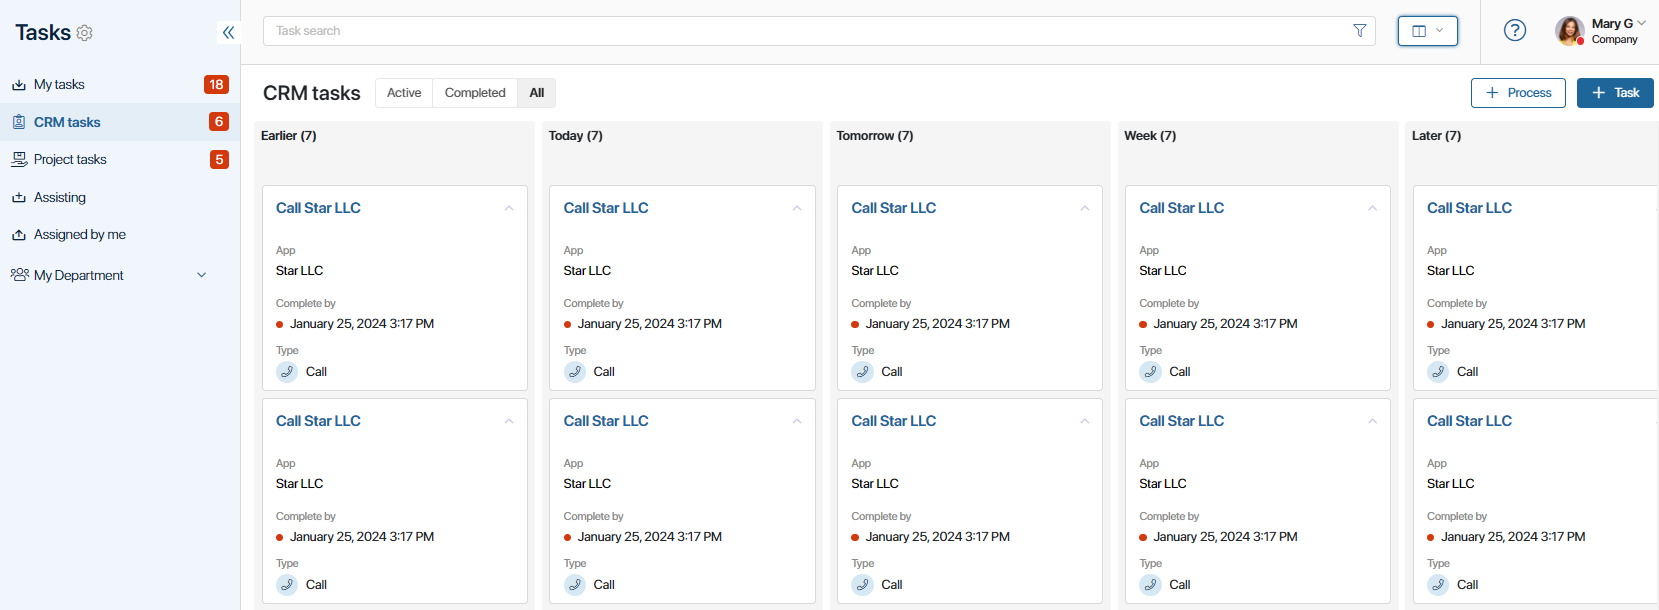 Tasks
My tasks 18
CRM tasks 6
Project tasks 5
Assisting
Assigned by me
My Department
Task search
?
Mary G
Company
CRM tasks Active Completed All
+ Process + Task
Earlier (7) Today (7) Tomorrow (7) Week (7) Later (7)
Call Star LLC Call Star LLC Call Star LLC Call Star LLC Call Star LLC
App App App App App
Star LLC Star LLC Star LLC Star LLC Star LLC
Complete by Complete by Complete by Complete by Complete by
January 25, 2024 3:17 PM January 25, 2024 3:17 PM January 25, 2024 3:17 PM January 25, 2024 3:17 PM January 25, 2024 3:17 PM
Type Type Type Type Type
Call Call Call Call Call
Call Star LLC Call Star LLC Call Star LLC Call Star LLC Call Star LLC
App App App App App
Star LLC Star LLC Star LLC Star LLC Star LLC
Complete by Complete by Complete by Complete by Complete by
January 25, 2024 3:17 PM January 25, 2024 3:17 PM January 25, 2024 3:17 PM January 25, 2024 3:17 PM January 25, 2024 3:17 PM
Type Type Type Type Type
Call Call Call Call Call